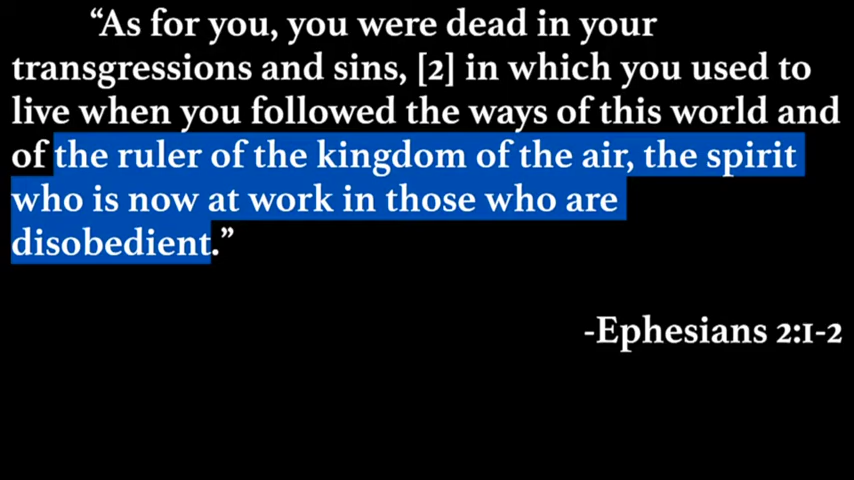 “As for you, you were dead in your
transgressions and sins, [2] in which you used to
live when you followed the ways of this world and
of the ruler of the kingdom of the air, the spirit
who is now at work in those who are
disobedient.”
-Ephesians 2:1-2